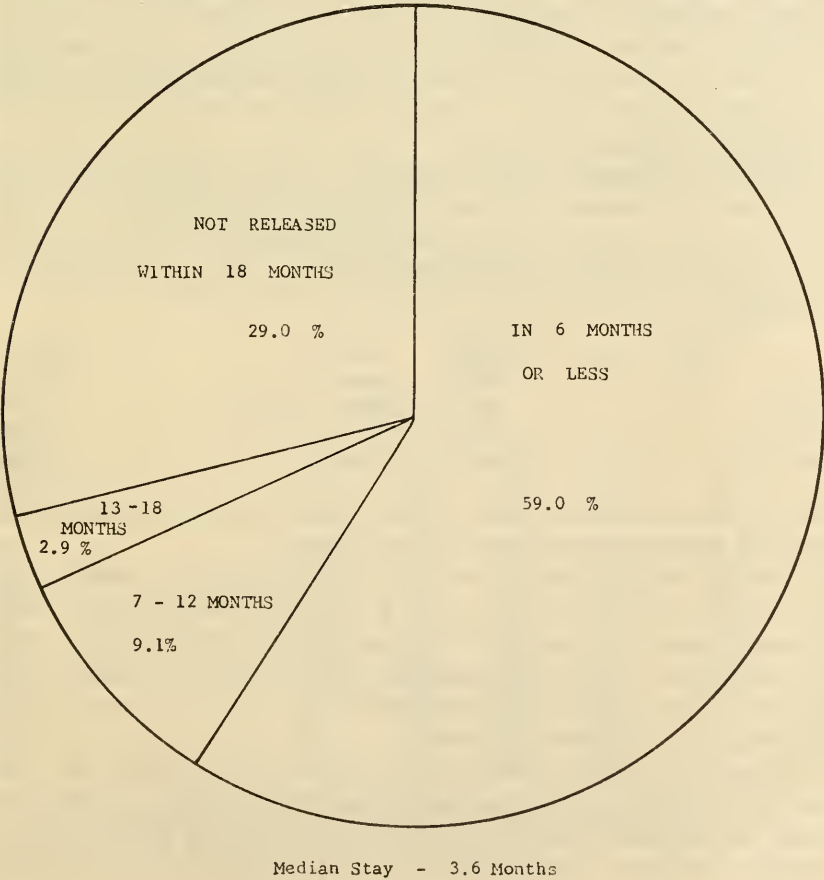 NOT RELEASED
WITHIN 18 MONTHS
29.0 %
IN 6 MONTHS
OR LESS
59.0 %
13 -18
MONTHS
2.9 %
7 - 12 MONTHS
9.1%
Median Stay - 3.6 Months